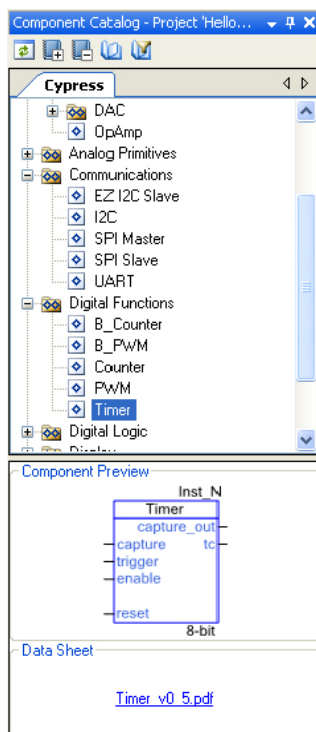 Component Catalog - Project 'Hello...
Cypress
DAC
OpAmp
Analog Primitives
Communications
EZ I2C Slave
I2C
SPI Master
SPI Slave
UART
Digital Functions
B_Counter
B_PWM
Counter
PWM
Timer
Digital Logic
Display
Component Preview
Inst_N
Timer
capture_out
capture tc
trigger
enable
reset
8-bit
Data Sheet
Timer_v0_5.pdf